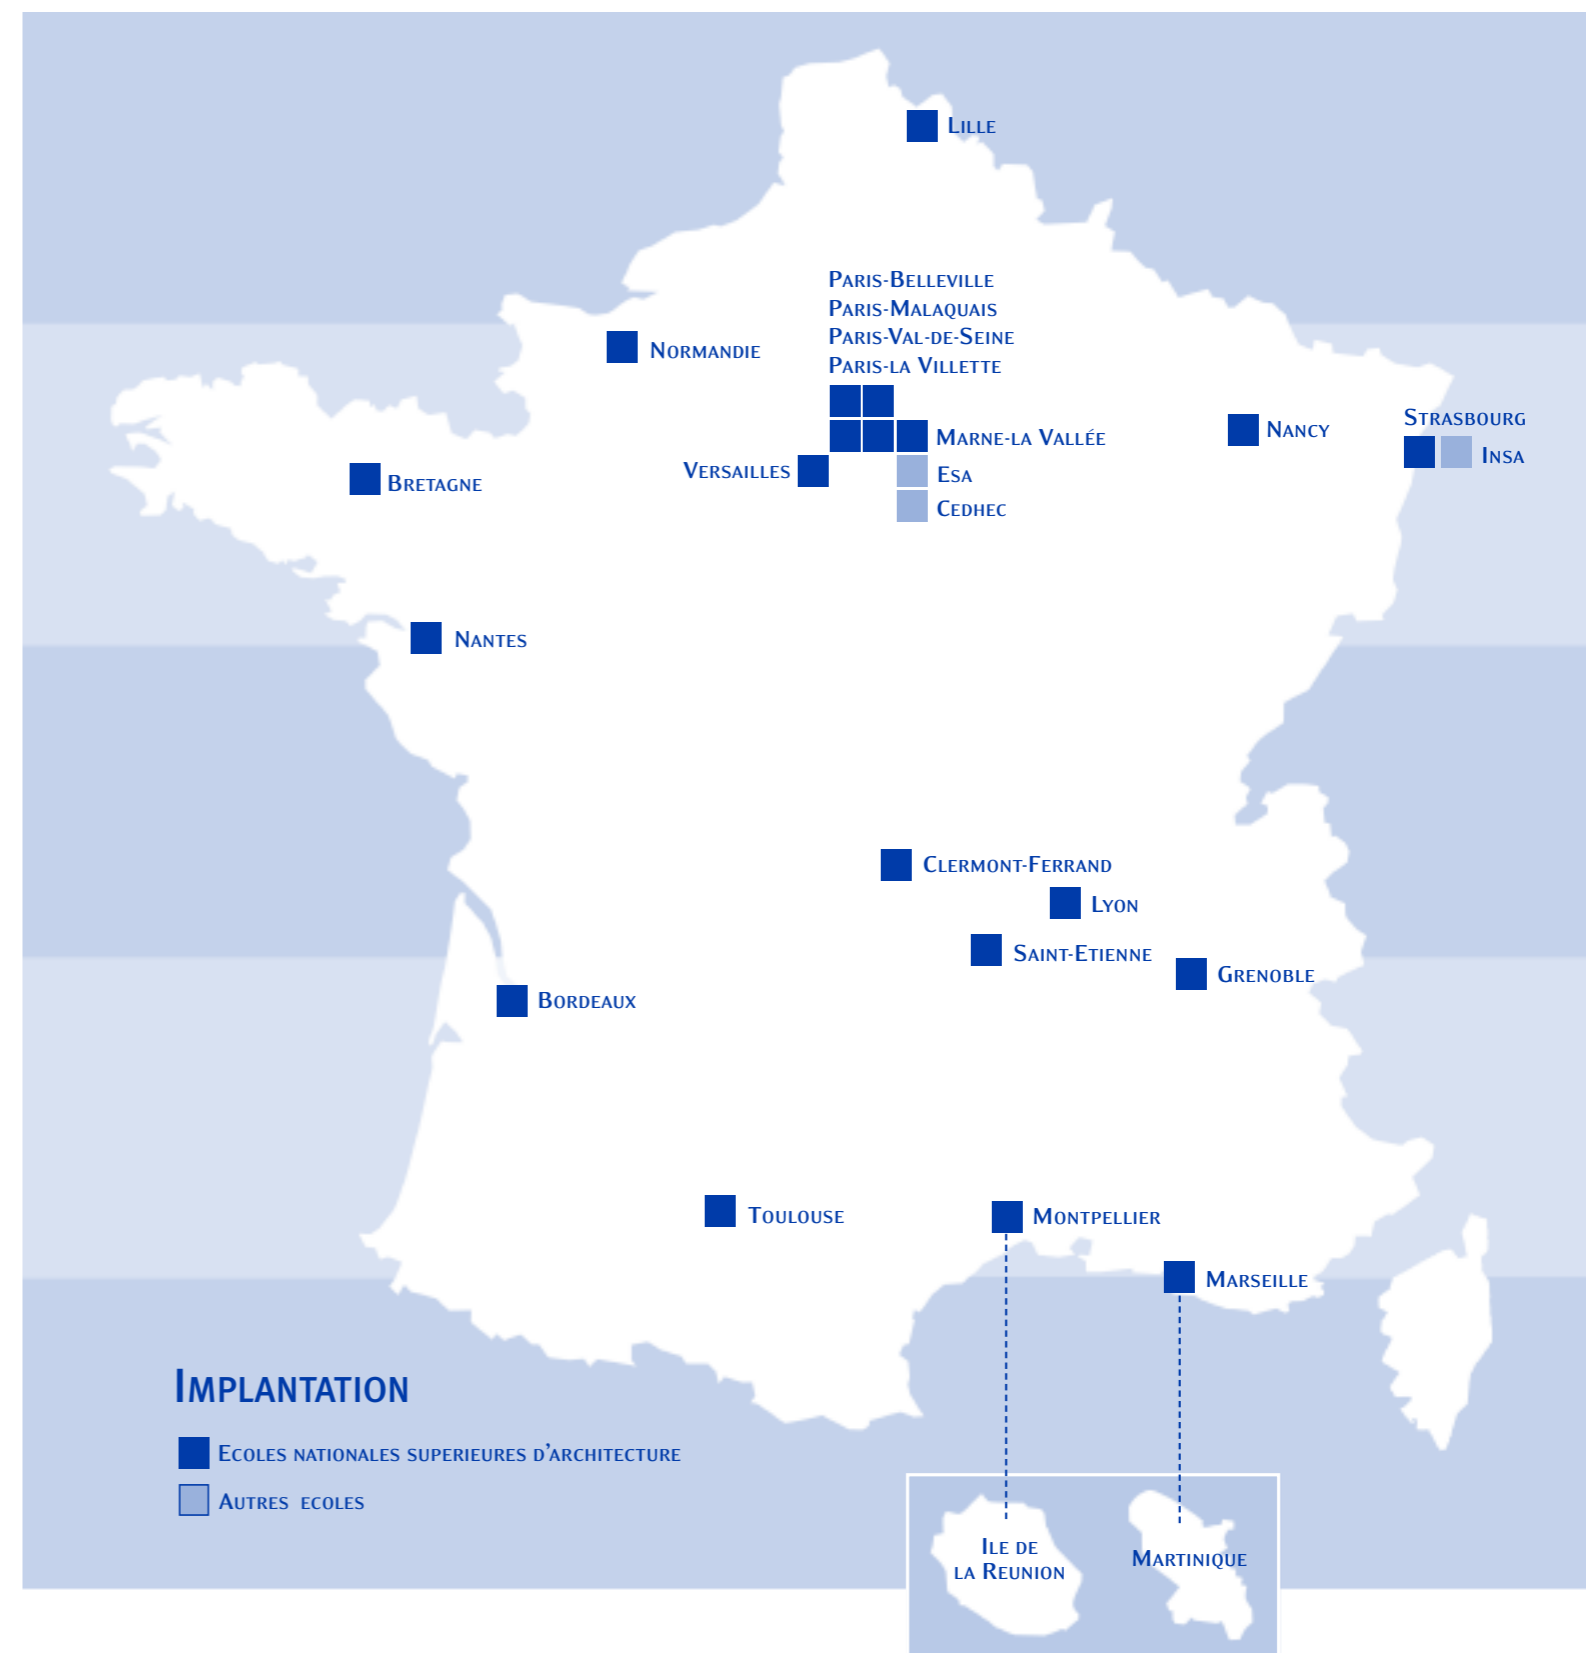 Lille
Paris-Belleville
Paris-Malaquais
Paris-Val-de-Seine
Paris-la Villette
Normandie
Marne-la Vallée
Nancy
Strasbourg
Insa
Versailles
Esa
Cedhec
Bretagne
Nantes
Clermont-Ferrand
Lyon
Saint-Etienne
Grenoble
Bordeaux
Toulouse
Montpellier
Marseille
Implantation
Ecoles nationales superieures d'architecture
Autres ecoles
Ile de
la Reunion
Martinique